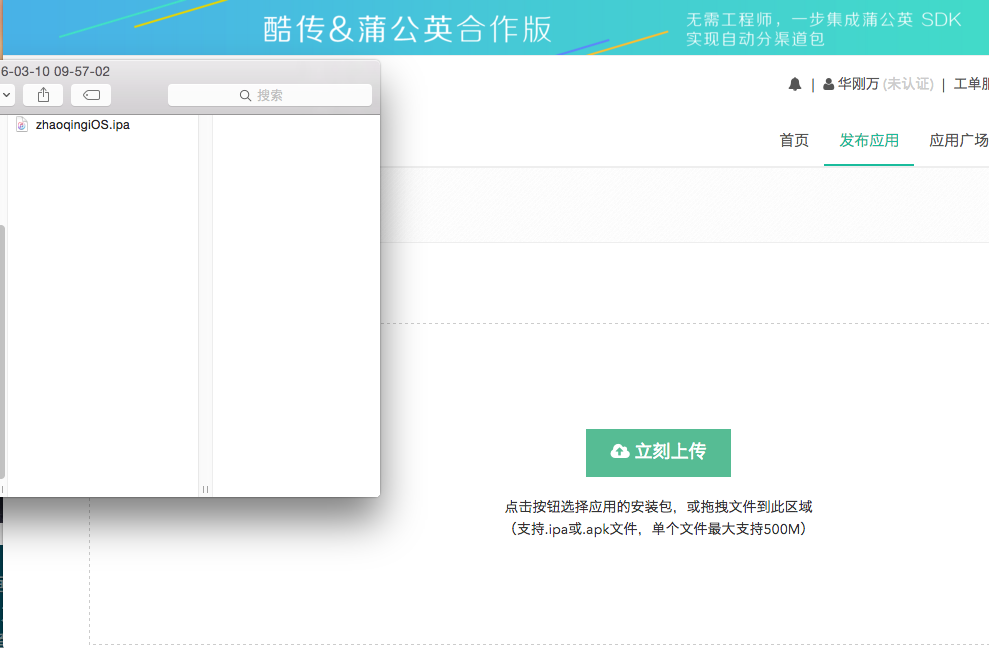 酷传&蒲公英合作版
无需工程师，一步集成蒲公英 SDK
实现自动分渠道包
6-03-10 09-57-02
搜索
zhaoqingiOS.ipa
华刚万 (未认证) | 工单服
首页 发布应用 应用广场
立刻上传
点击按钮选择应用的安装包，或拖拽文件到此区域
（支持.ipa或.apk文件，单个文件最大支持500M）